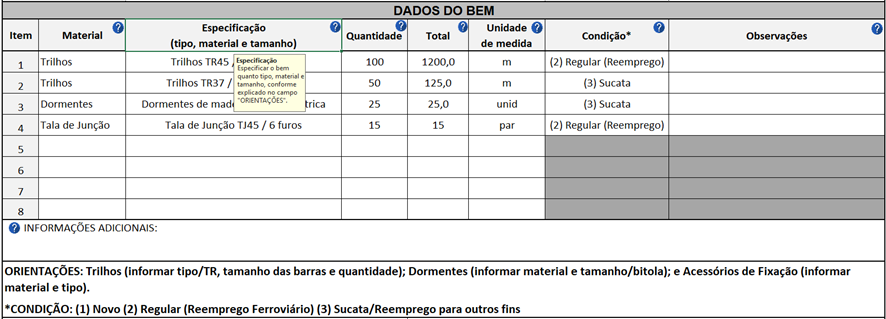 DADOS DO BEM
Item Material ? Especificação (tipo, material e tamanho) ? Quantidade ? Total ? Unidade de medida ? Condição* ? Observações ?
1 Trilhos Trilhos TR45 / 100 1200,0 m (2) Regular (Reemprego)
2 Trilhos Trilhos TR37 / 50 125,0 m (3) Sucata
3 Dormentes Dormentes de made trica 25 25,0 unid (3) Sucata
4 Tala de Junção Tala de Junção TJ45 / 6 furos 15 15 par (2) Regular (Reemprego)
5
6
7
8
Especificação
Especificar o bem
quanto tipo, material e
tamanho, conforme
explicado no campo
"ORIENTAÇÕES".
? INFORMAÇÕES ADICIONAIS:
ORIENTAÇÕES: Trilhos (informar tipo/TR, tamanho das barras e quantidade); Dormentes (informar material e tamanho/bitola); e Acessórios de Fixação (informar
material e tipo).
*CONDIÇÃO: (1) Novo (2) Regular (Reemprego Ferroviário) (3) Sucata/Reemprego para outros fins